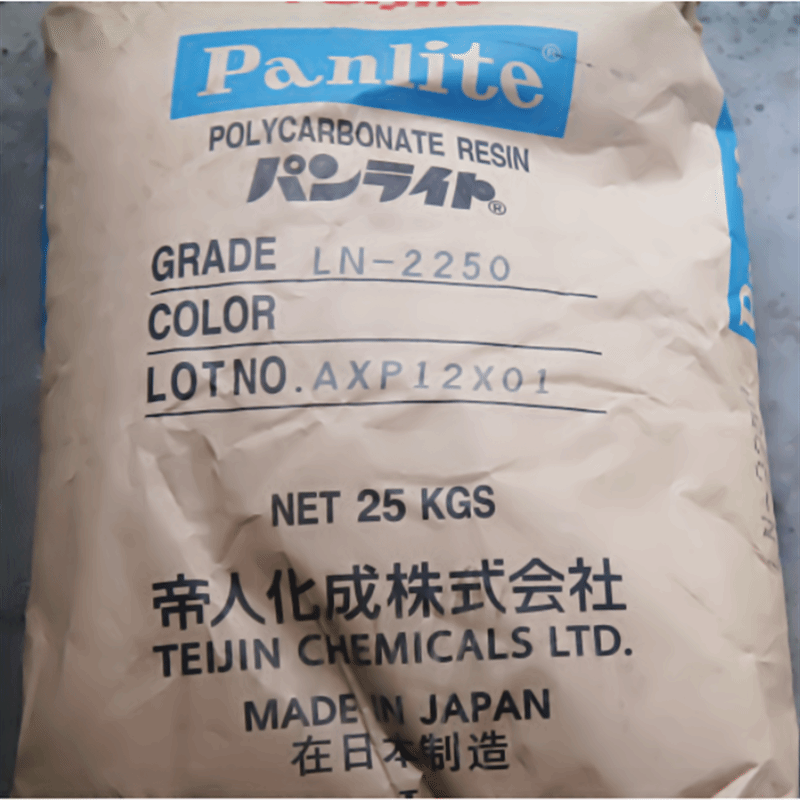 Teijin
Panlite®
POLYCARBONATE RESIN
パンライト®
GRADE LN-2250
COLOR
LOT NO. AXP12X01
NET 25 KGS
帝人化成株式会社
TEIJIN CHEMICALS LTD.
MADE IN JAPAN
在日本制造